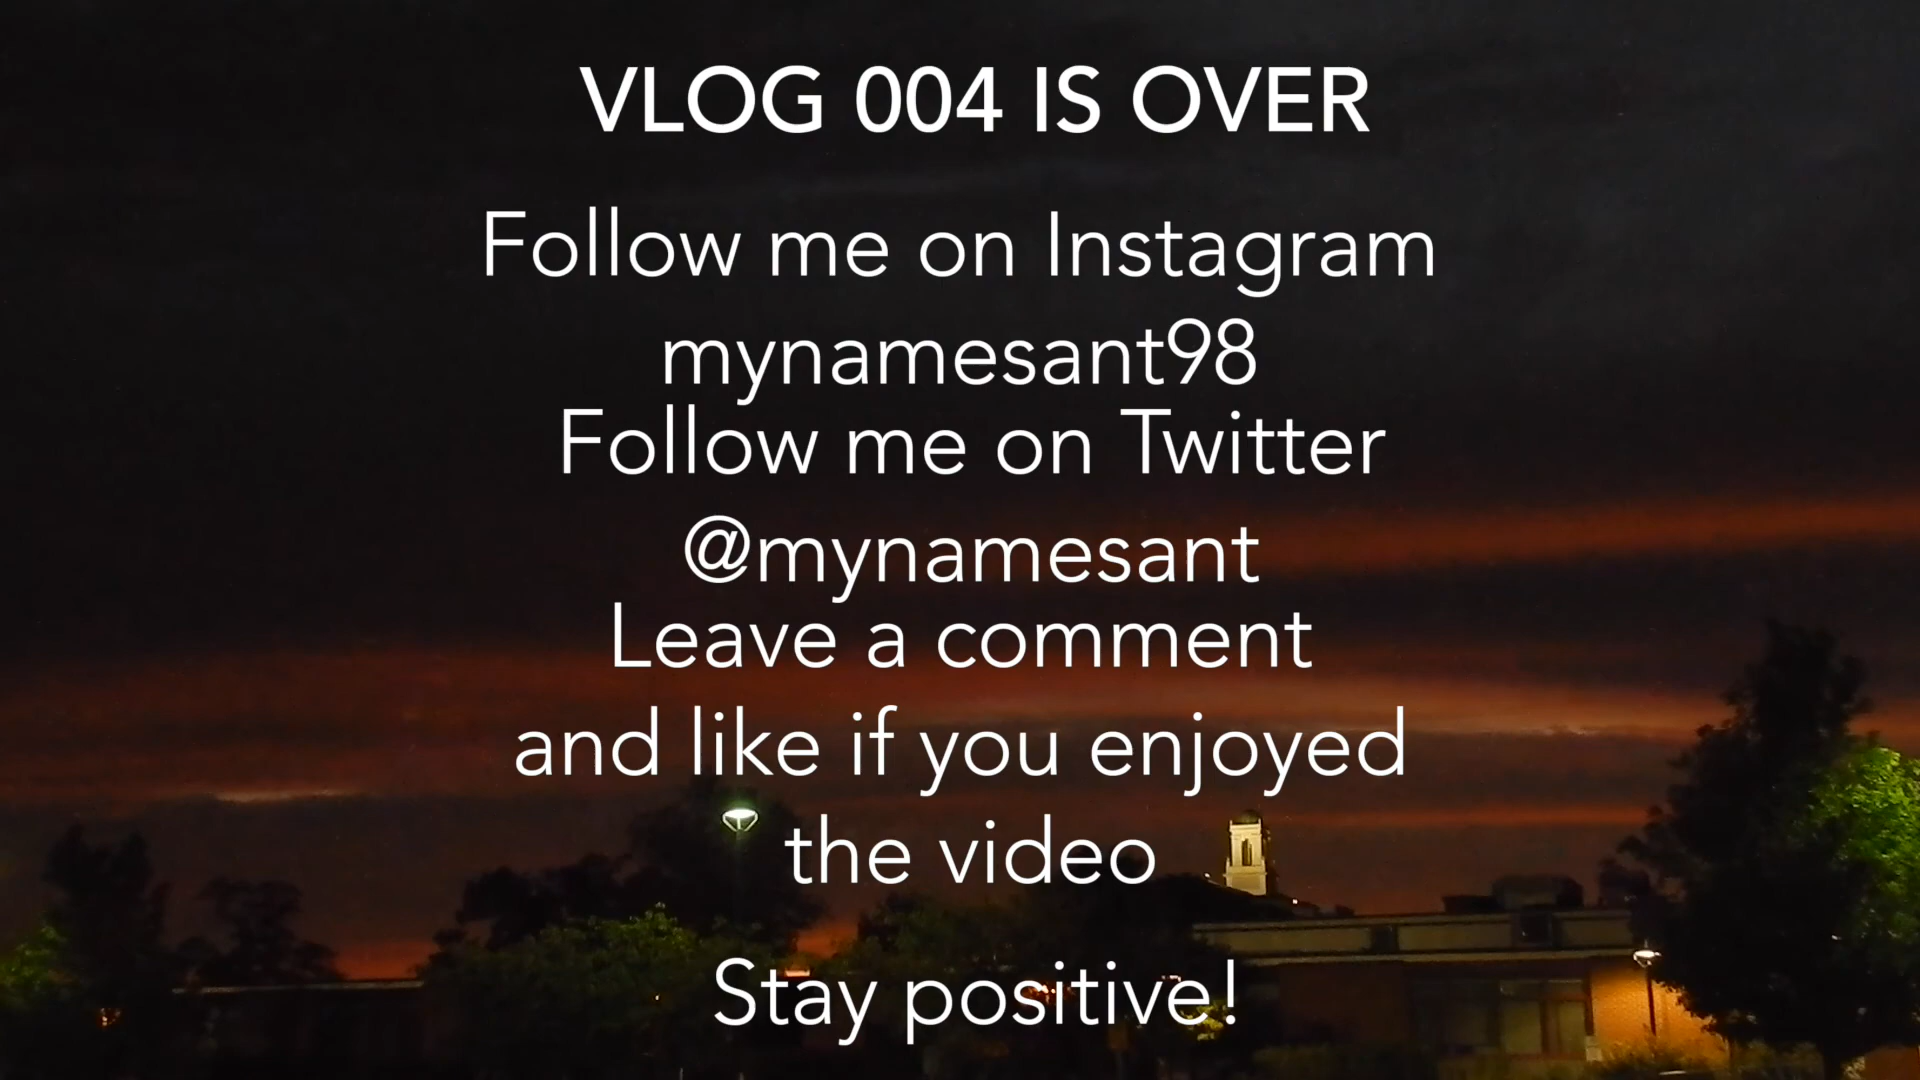 VLOG 004 IS OVER
Follow me on Instagram
mynamesant98
Follow me on Twitter
@mynamesant
Leave a comment
and like if you enjoyed
the video
Stay positive!